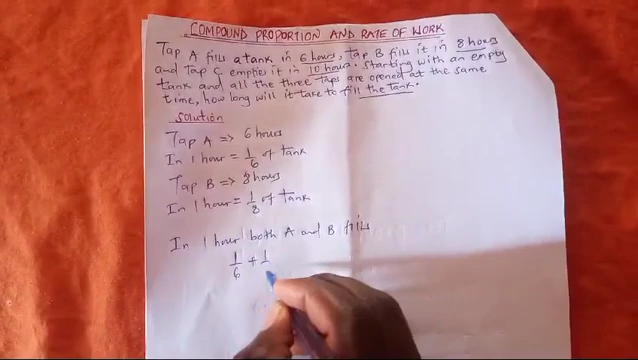 COMPOUND PROPORTION AND RATE OF WORK
Tap A fills a tank in 6 hours, Tap B fills it in 8 hours
and Tap C empties it in 10 hours. Starting with an empty
tank and all the three Taps are opened at the same
time, how long will it take to fill the tank.
Solution
Tap A => 6 hours
In 1 hour = 1/6 of Tank
Tap B => 8 hours
In 1 hour = 1/8 of Tank
In 1 hour both A and B fills
1/6 + 1